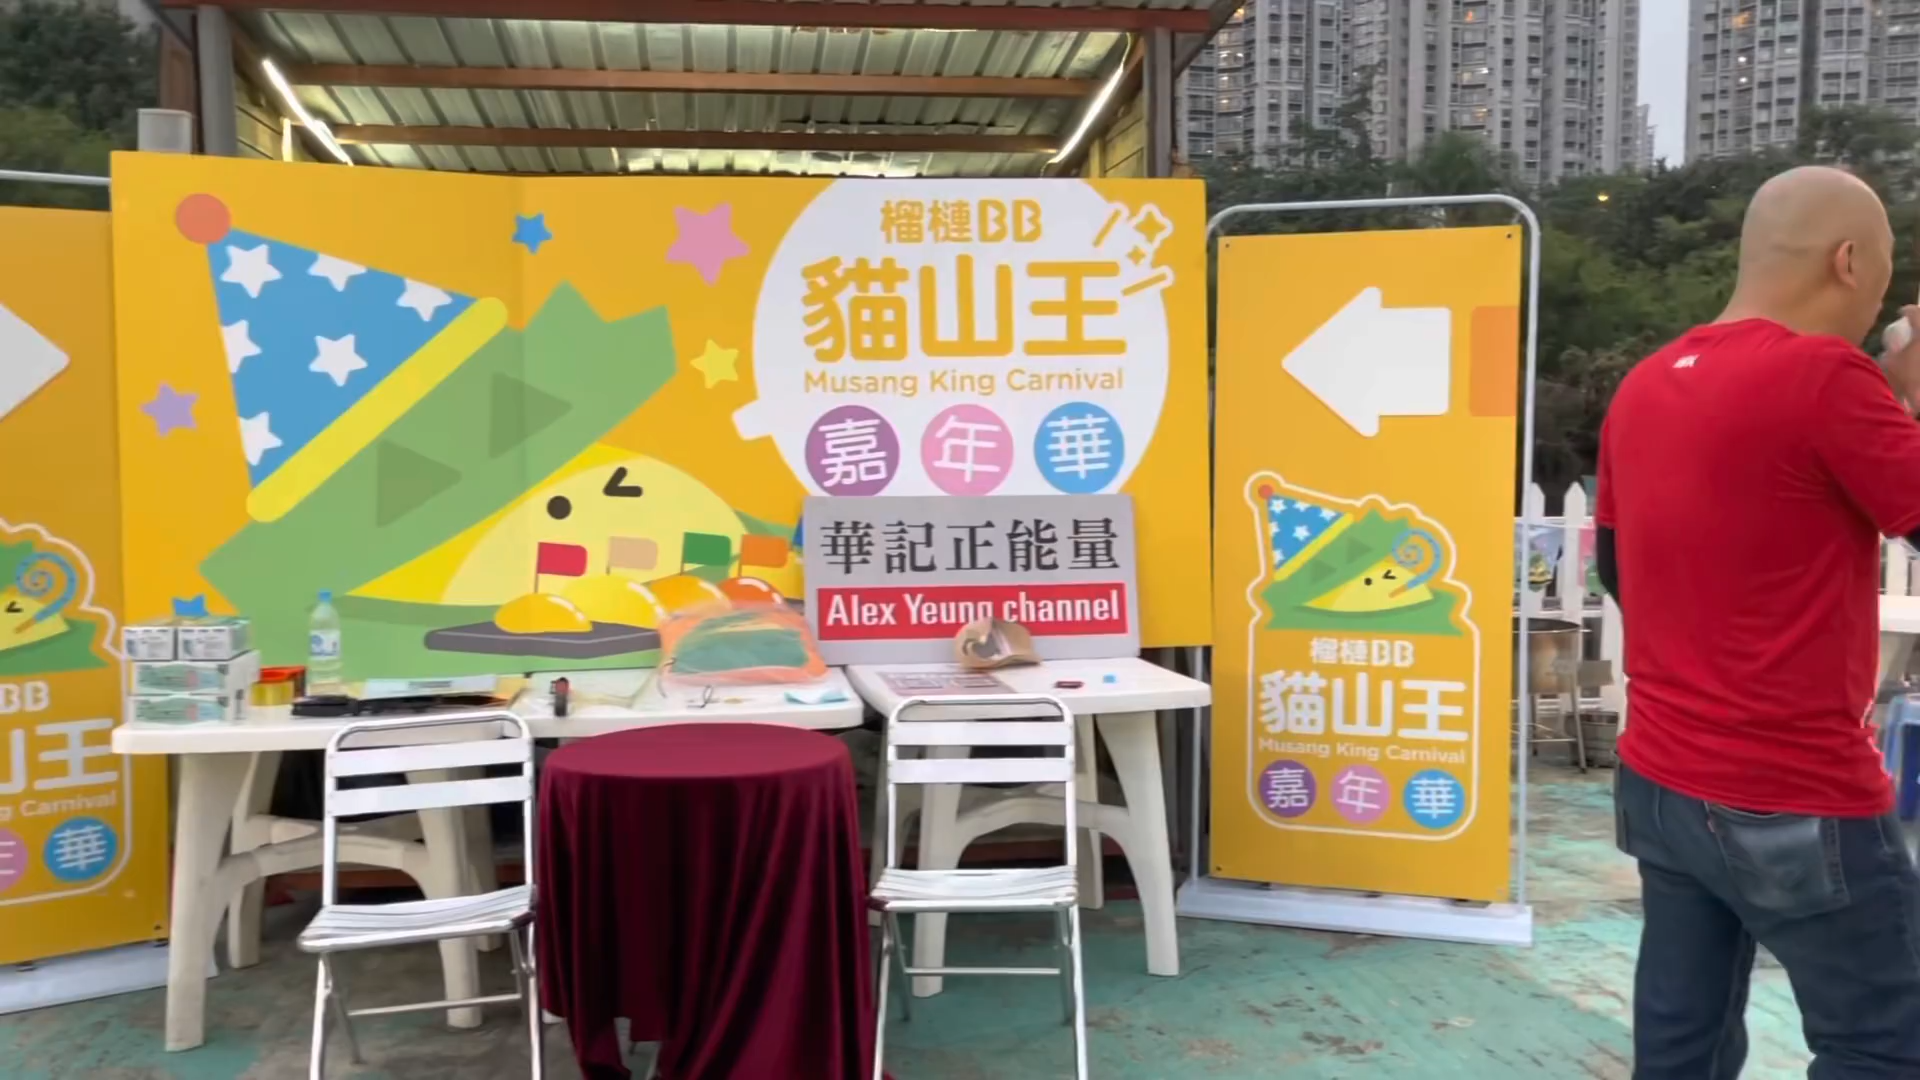 榴槤BB
貓山王
Musang King Carnival
嘉年華
華記正能量
Alex Yeung channel
榴槤BB
貓山王
Musang King Carnival
嘉年華
BB
山王
g Carnival
年華